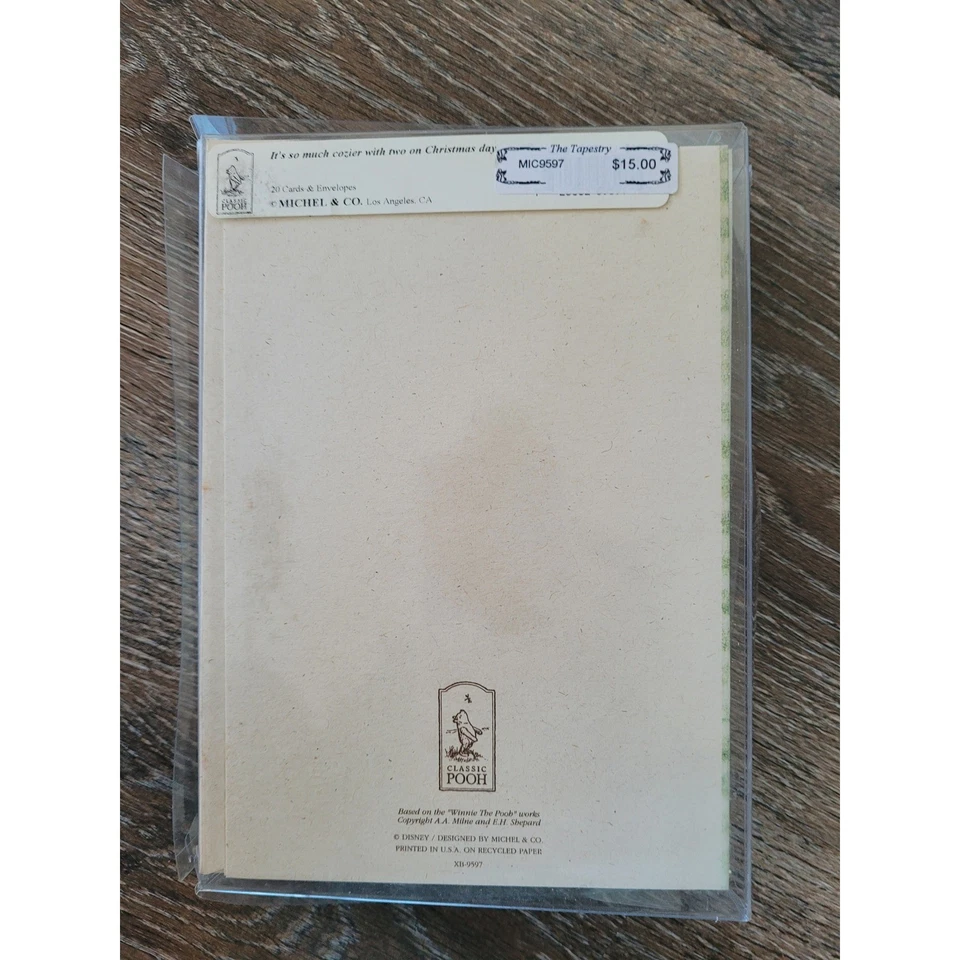 It's so much cozier with two on Christmas day
The Tapestry
MIC9597
$15.00
CLASSIC
POOH
20 Cards & Envelopes
© MICHEL & CO. Los Angeles, CA
CLASSIC
POOH
Based on the "Winnie The Pooh" works
Copyright A.A. Milne and E.H. Shepard
© DISNEY / DESIGNED BY MICHEL & CO.
PRINTED IN U.S.A. ON RECYCLED PAPER
XB-9597